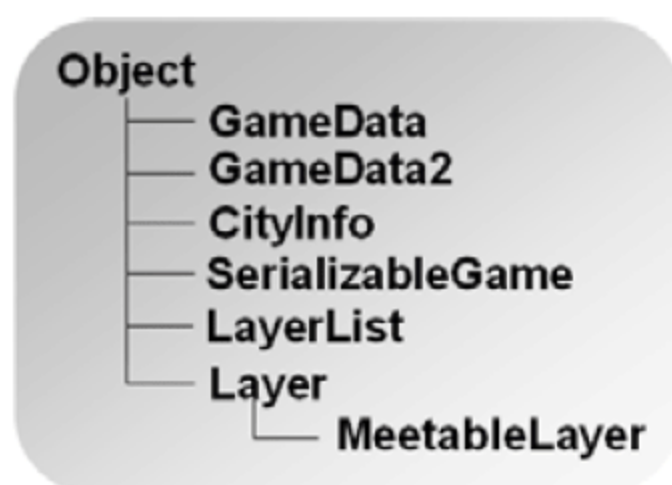 Object
GameData
GameData2
CityInfo
SerializableGame
LayerList
Layer
MeetableLayer